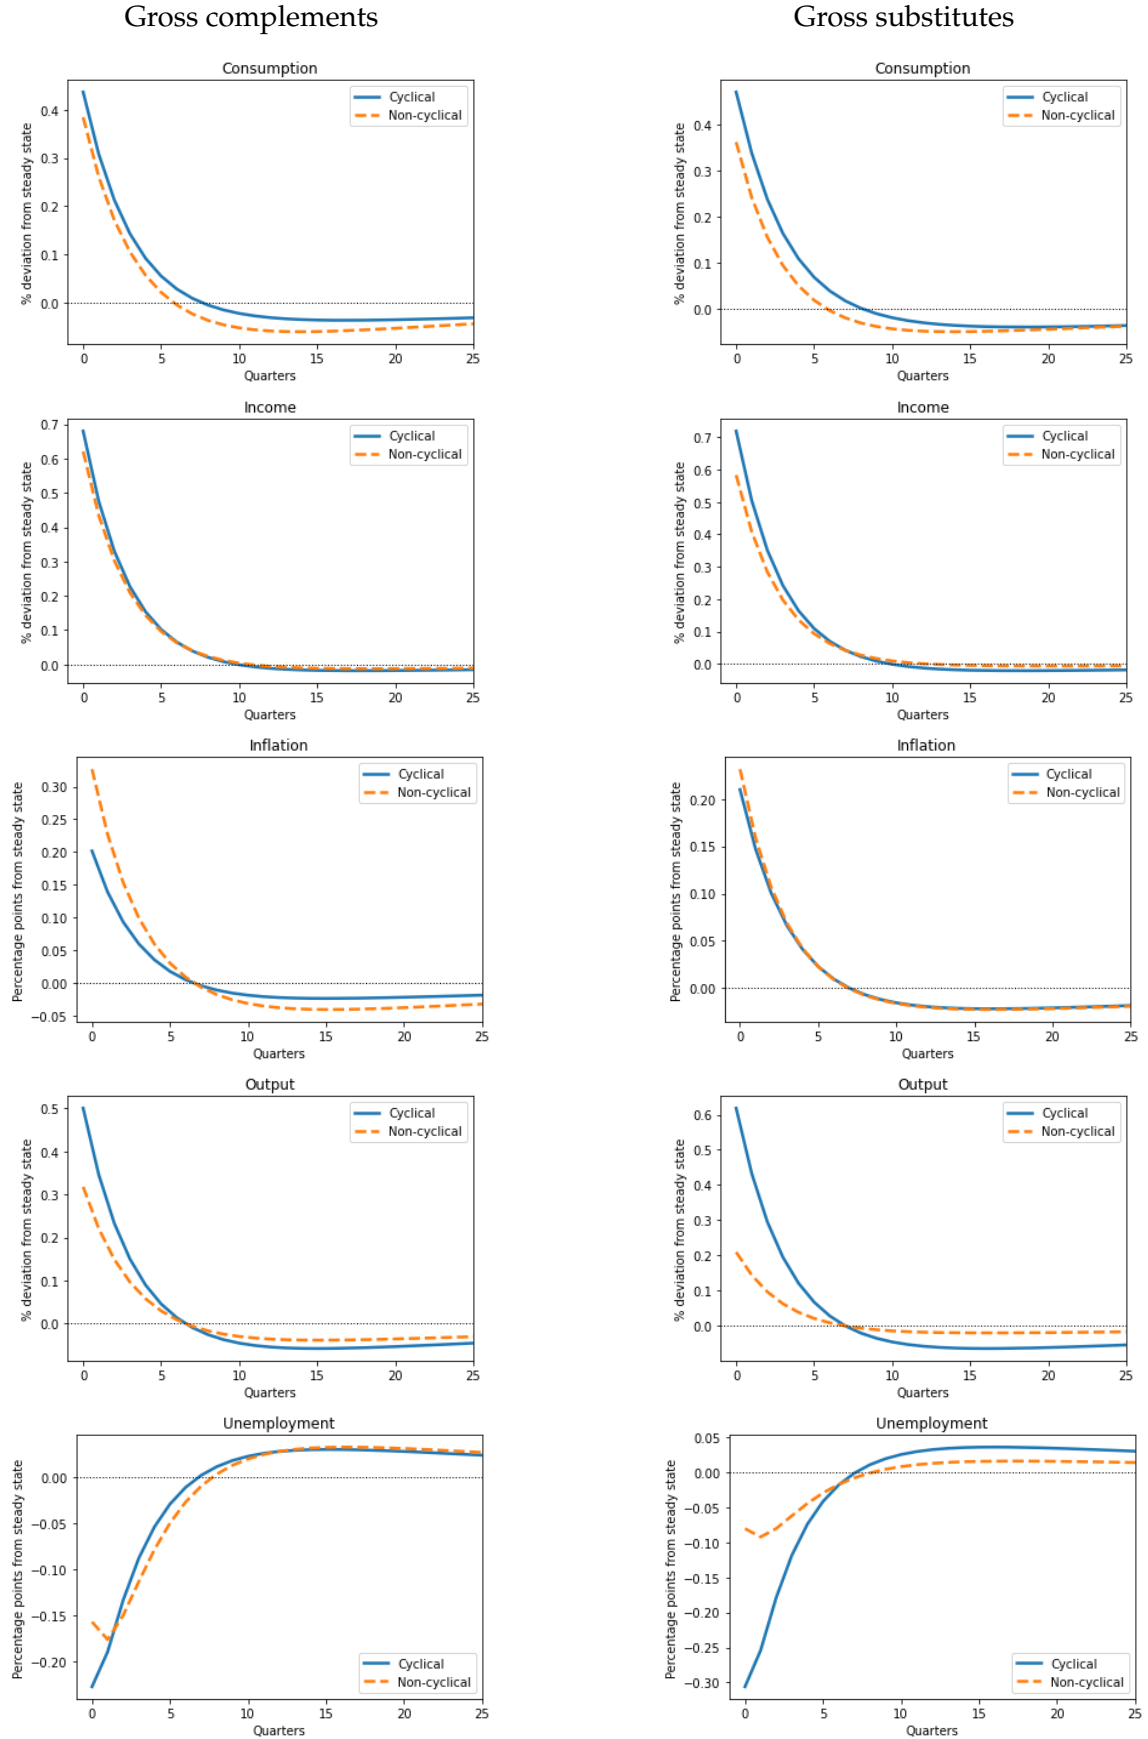 Gross complements
Gross substitutes
Consumption
% deviation from steady state
0.4
0.3
0.2
0.1
0.0
Cyclical
Non-cyclical
0 5 10 15 20 25
Quarters
Consumption
% deviation from steady state
0.4
0.3
0.2
0.1
0.0
Cyclical
Non-cyclical
0 5 10 15 20 25
Quarters
Income
% deviation from steady state
0.7
0.6
0.5
0.4
0.3
0.2
0.1
0.0
Cyclical
Non-cyclical
0 5 10 15 20 25
Quarters
Income
% deviation from steady state
0.7
0.6
0.5
0.4
0.3
0.2
0.1
0.0
Cyclical
Non-cyclical
0 5 10 15 20 25
Quarters
Inflation
Percentage points from steady state
0.30
0.25
0.20
0.15
0.10
0.05
0.00
−0.05
Cyclical
Non-cyclical
0 5 10 15 20 25
Quarters
Inflation
Percentage points from steady state
0.20
0.15
0.10
0.05
0.00
Cyclical
Non-cyclical
0 5 10 15 20 25
Quarters
Output
% deviation from steady state
0.5
0.4
0.3
0.2
0.1
0.0
Cyclical
Non-cyclical
0 5 10 15 20 25
Quarters
Output
% deviation from steady state
0.6
0.5
0.4
0.3
0.2
0.1
0.0
Cyclical
Non-cyclical
0 5 10 15 20 25
Quarters
Unemployment
Percentage points from steady state
0.00
−0.05
−0.10
−0.15
−0.20
Cyclical
Non-cyclical
0 5 10 15 20 25
Quarters
Unemployment
Percentage points from steady state
0.05
0.00
−0.05
−0.10
−0.15
−0.20
−0.25
−0.30
Cyclical
Non-cyclical
0 5 10 15 20 25
Quarters